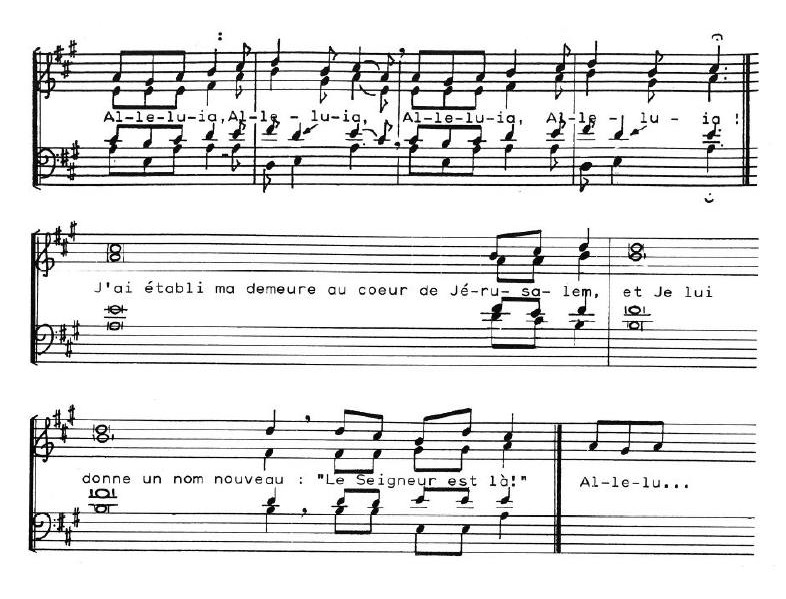 Al-le-lu-ia,Al-le - lu-ia, Al-le-lu-ia, Al-le - lu - ia !
J'ai établi ma demeure au coeur de Jé-ru- sa- lem, et Je lui
donne un nom nouveau : "Le Seigneur est là!" Al-le-lu...